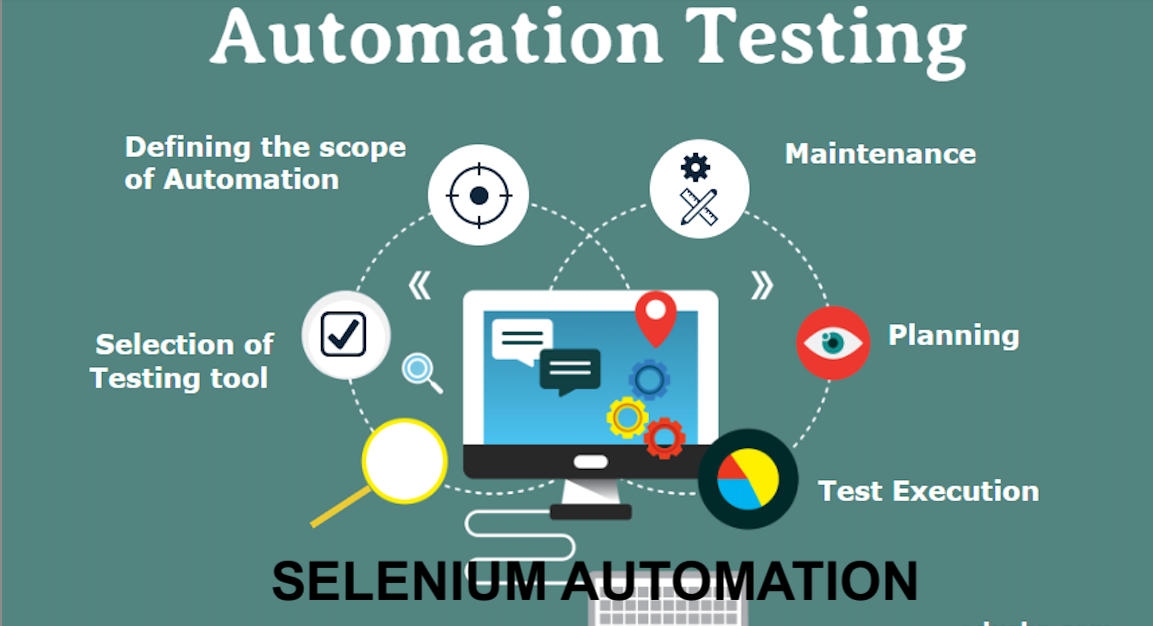 Automation Testing
Defining the scope
of Automation
Maintenance
Selection of
Testing tool
Planning
Test Execution
SELENIUM AUTOMATION